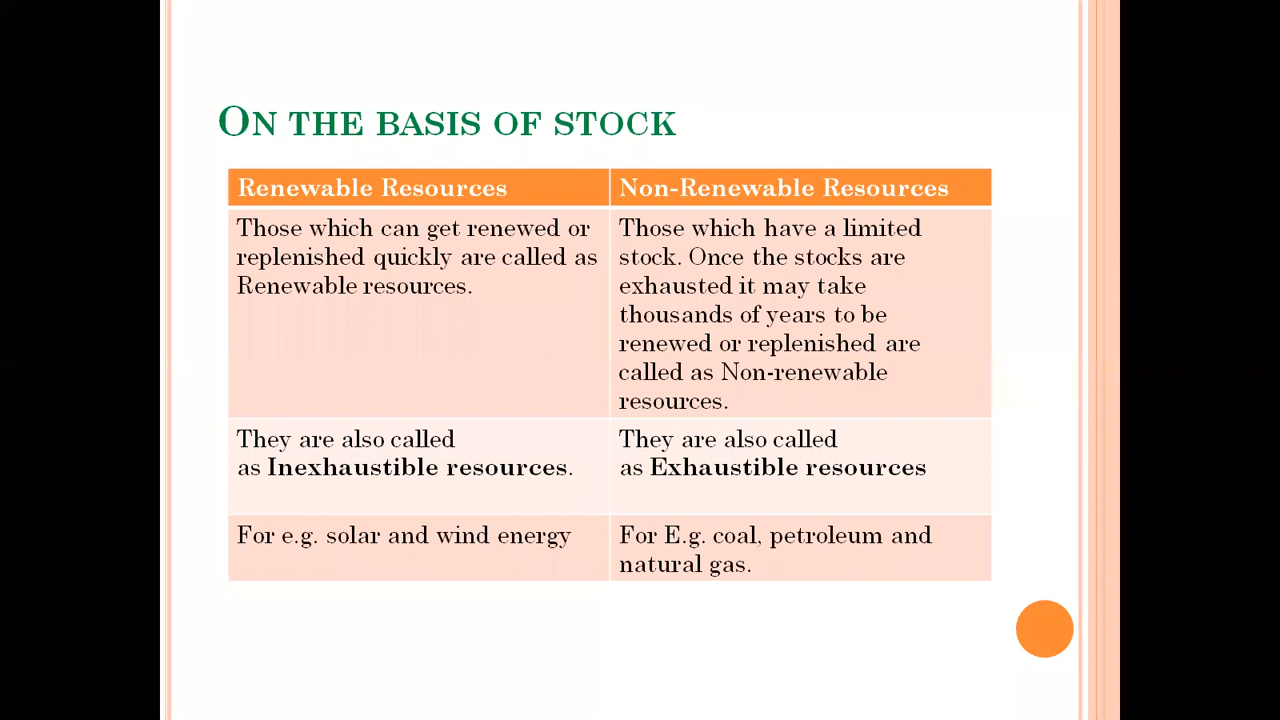 ON THE BASIS OF STOCK
Renewable Resources
Non-Renewable Resources
Those which can get renewed or
replenished quickly are called as
Renewable resources.
Those which have a limited
stock. Once the stocks are
exhausted it may take
thousands of years to be
renewed or replenished are
called as Non-renewable
resources.
They are also called
as Inexhaustible resources.
They are also called
as Exhaustible resources
For e.g. solar and wind energy
For E.g. coal, petroleum and
natural gas.